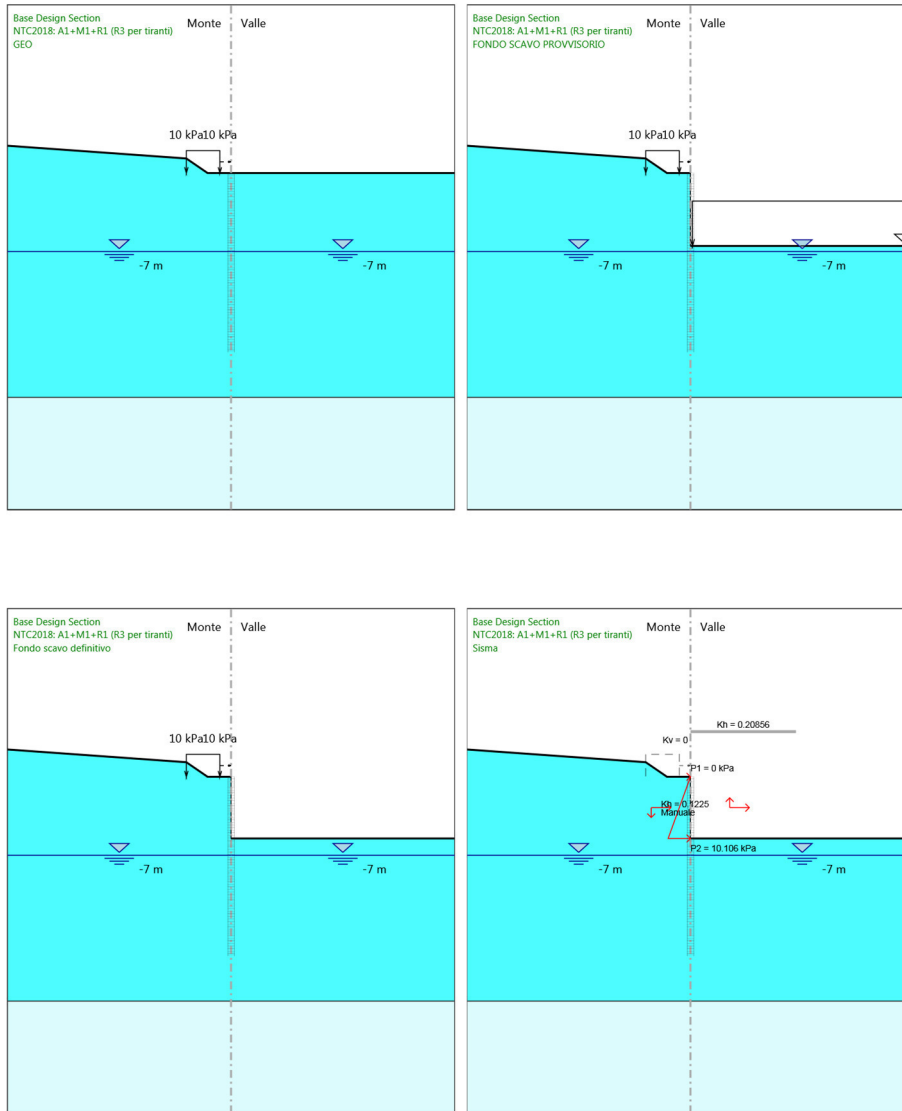 Base Design Section
NTC2018: A1+M1+R1 (R3 per tiranti)
GEO
Monte
Valle
10 kPa10 kPa
-7 m
-7 m
Base Design Section
NTC2018: A1+M1+R1 (R3 per tiranti)
FONDO SCAVO PROVVISORIO
Monte
Valle
10 kPa10 kPa
-7 m
-7 m
Base Design Section
NTC2018: A1+M1+R1 (R3 per tiranti)
Fondo scavo definitivo
Monte
Valle
10 kPa10 kPa
-7 m
-7 m
Base Design Section
NTC2018: A1+M1+R1 (R3 per tiranti)
Sisma
Monte
Valle
Kh = 0.20856
Kv = 0
P1 = 0 kPa
Kh = 0.1225
Manuale
P2 = 10.106 kPa
-7 m
-7 m